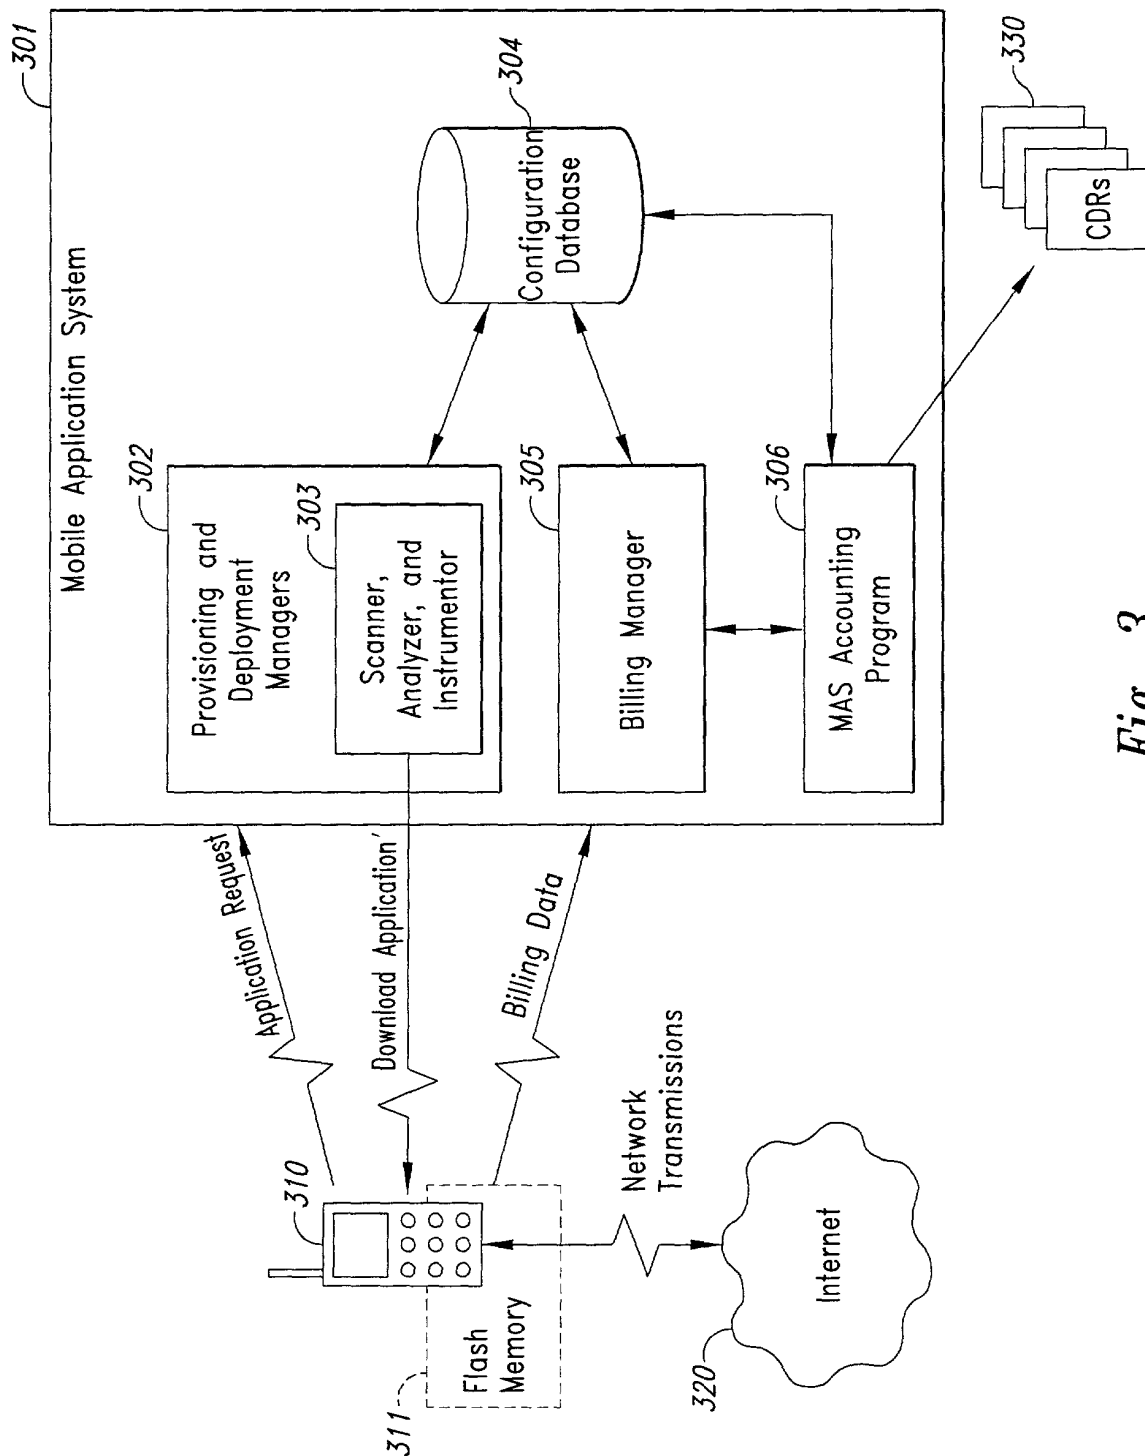 301
Mobile Application System
302
Provisioning and
Deployment
Managers
303
Scanner,
Analyzer, and
Instrumentor
304
Configuration
Database
305
Billing Manager
306
MAS Accounting
Program
330
CDRs
Application Request
Download Application'
Billing Data
310
311
Flash
Memory
Network
Transmissions
320
Internet
Fig. 3